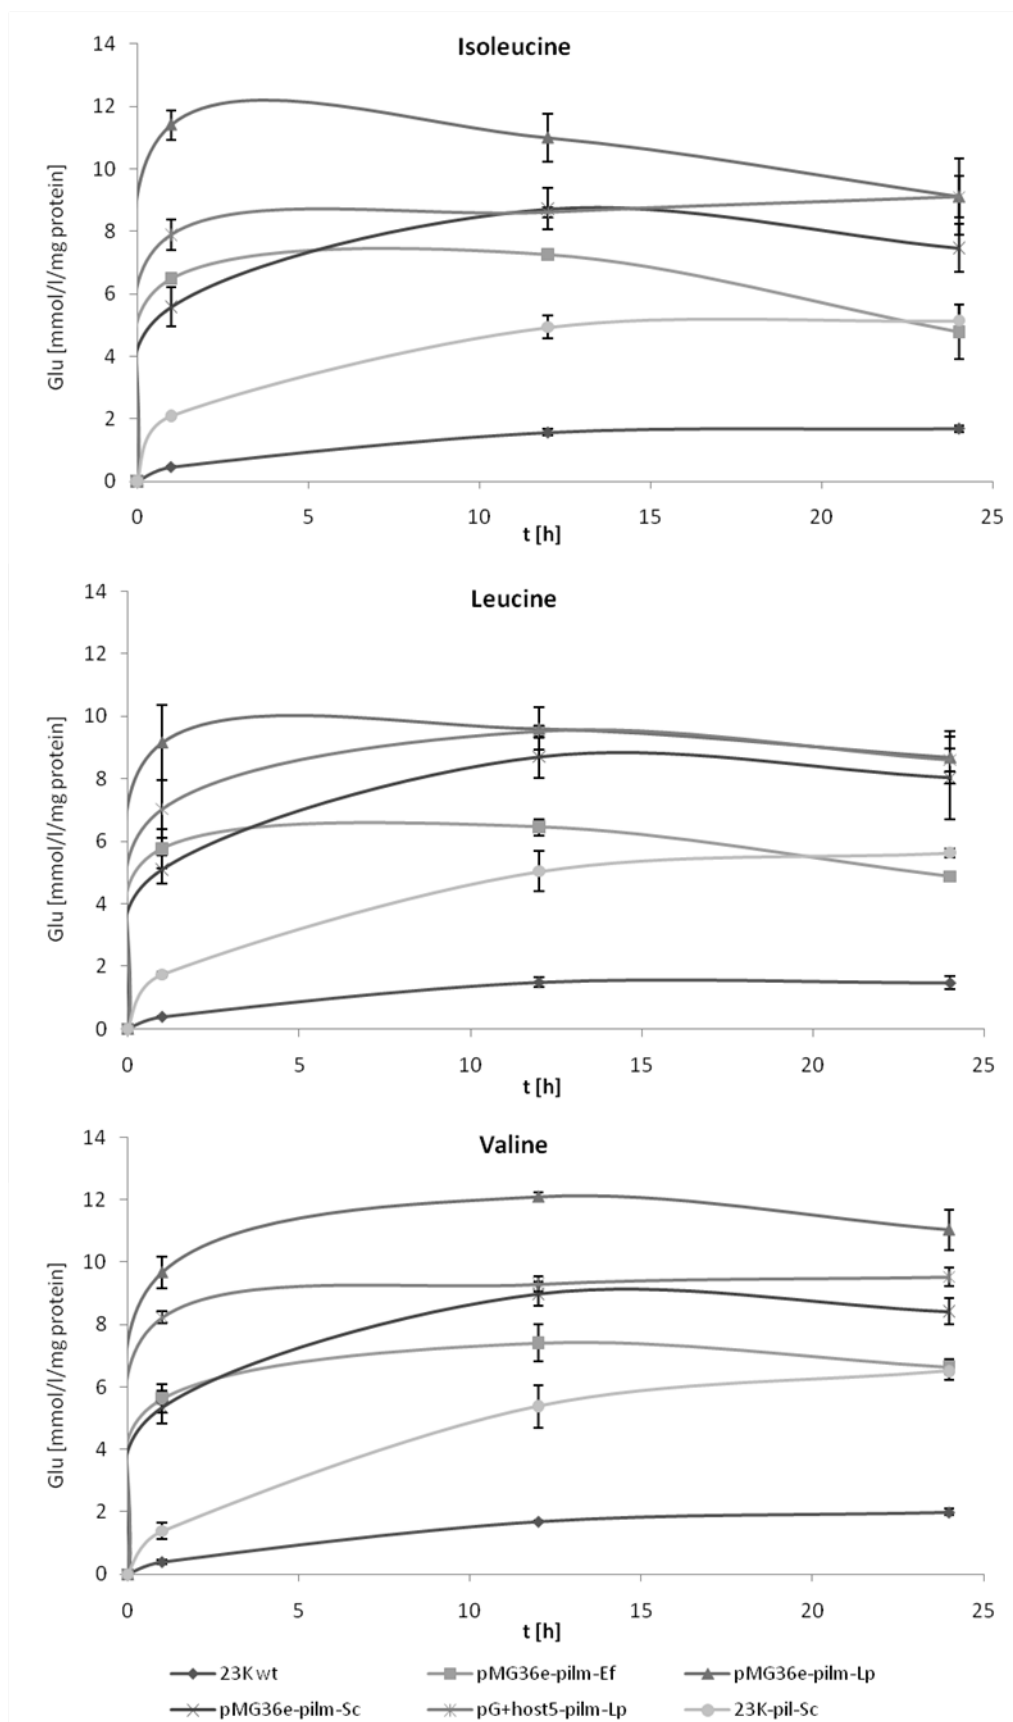 Isoleucine
14
12
10
8
6
4
2
0
Glu [mmol/l/mg protein]
0 5 10 15 20 25
t [h]
Leucine
14
12
10
8
6
4
2
0
Glu [mmol/l/mg protein]
0 5 10 15 20 25
t [h]
Valine
14
12
10
8
6
4
2
0
Glu [mmol/l/mg protein]
0 5 10 15 20 25
t [h]
23K wt pMG36e-pilm-Ef pMG36e-pilm-Lp
pMG36e-pilm-Sc pG+host5-pilm-Lp 23K-pil-Sc